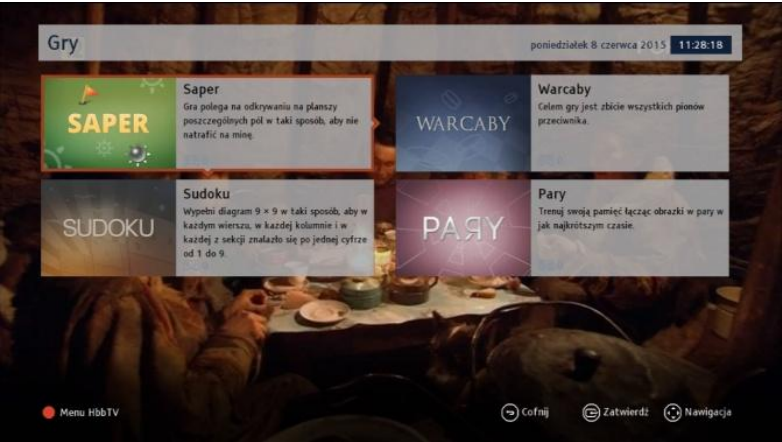 Gry
poniedziałek 8 czerwca 2015 11:28:18
SAPER
Saper
Gra polega na odkrywaniu na planszy
poszczególnych pól w taki sposób, aby nie
natrafić na minę.
WARCABY
Warcaby
Celem gry jest zbicie wszystkich pionów
przeciwnika.
SUDOKU
Sudoku
Wypełni diagram 9 × 9 w taki sposób, aby w
każdym wierszu, w każdej kolumnie i w
każdej z sekcji znalazło się po jednej cyfrze
od 1 do 9.
PAЯY
Pary
Trenuj swoją pamięć łącząc obrazki w pary w
jak najkrótszym czasie.
Menu HbbTV
Cofnij
Zatwierdź
Nawigacja